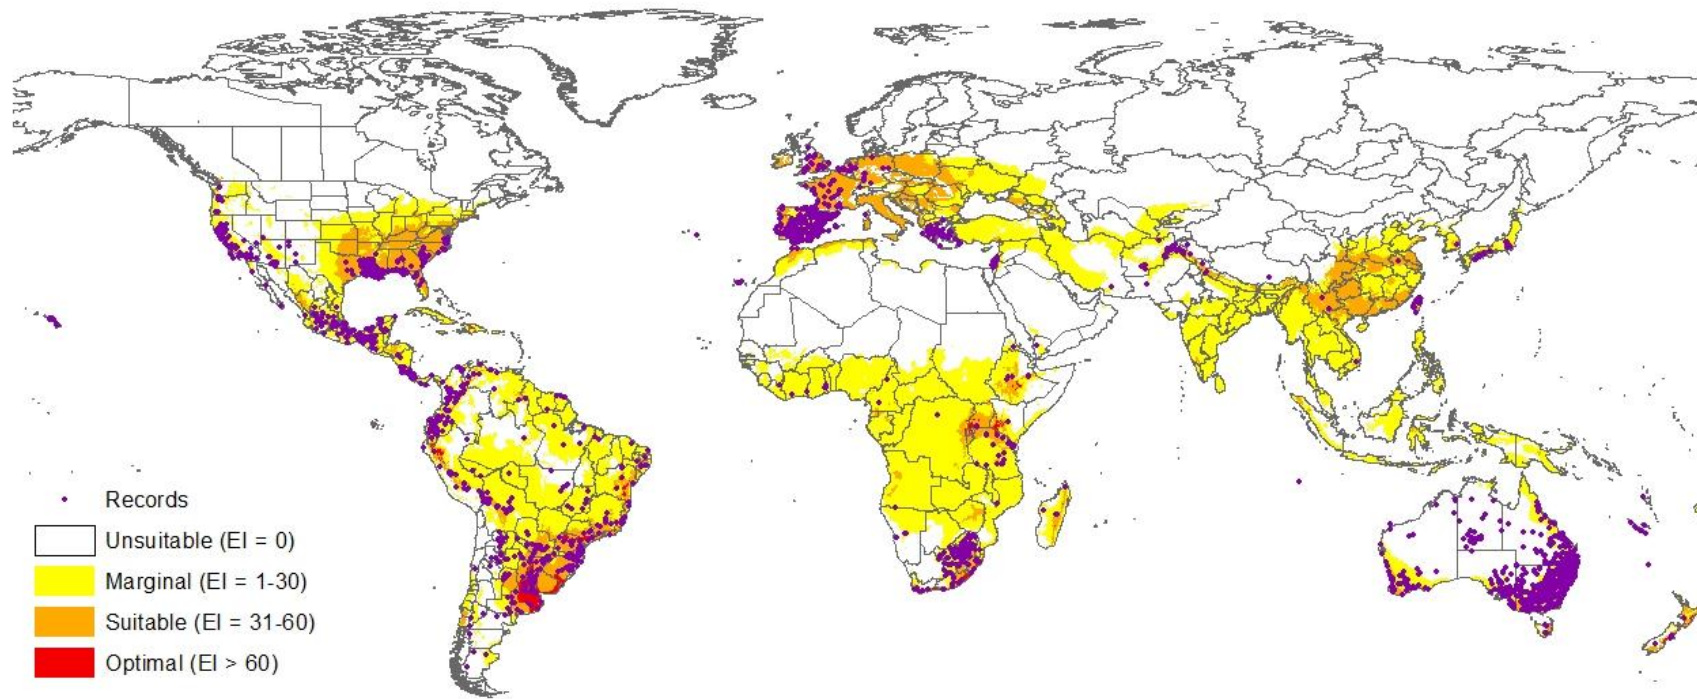 Records
Unsuitable (EI = 0)
Marginal (EI = 1-30)
Suitable (EI = 31-60)
Optimal (EI > 60)